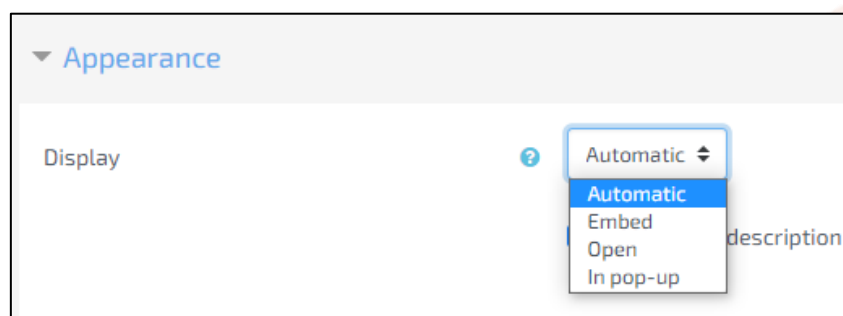 Appearance
Display
Automatic
Automatic
Embed
description
Open
In pop-up